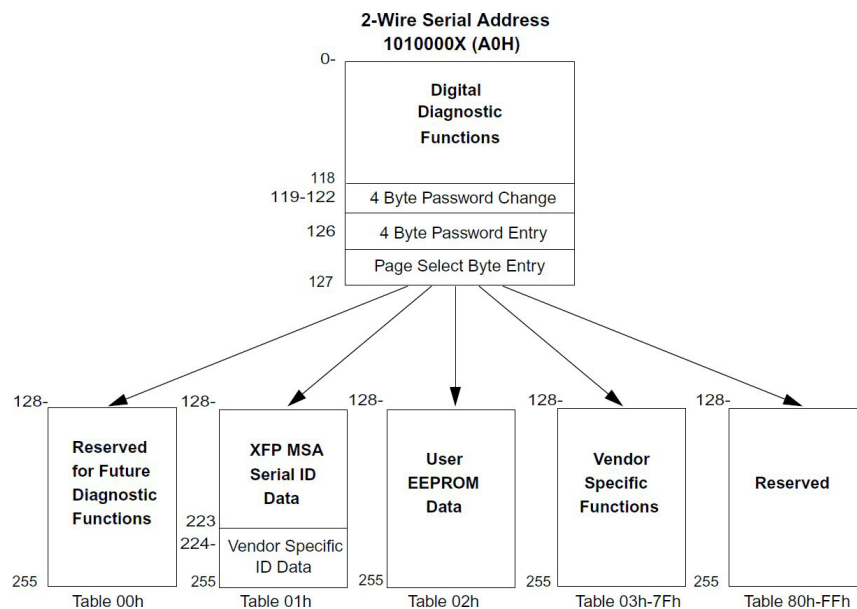 2-Wire Serial Address
1010000X (A0H)
0-
Digital
Diagnostic
Functions
118
119-122
4 Byte Password Change
126
4 Byte Password Entry
Page Select Byte Entry
127
128-
Reserved
for Future
Diagnostic
Functions
255
Table 00h
128-
XFP MSA
Serial ID
Data
223
224-
Vendor Specific
ID Data
255
Table 01h
128-
User
EEPROM
Data
255
Table 02h
128-
Vendor
Specific
Functions
255
Table 03h-7Fh
128-
Reserved
255
Table 80h-FFh